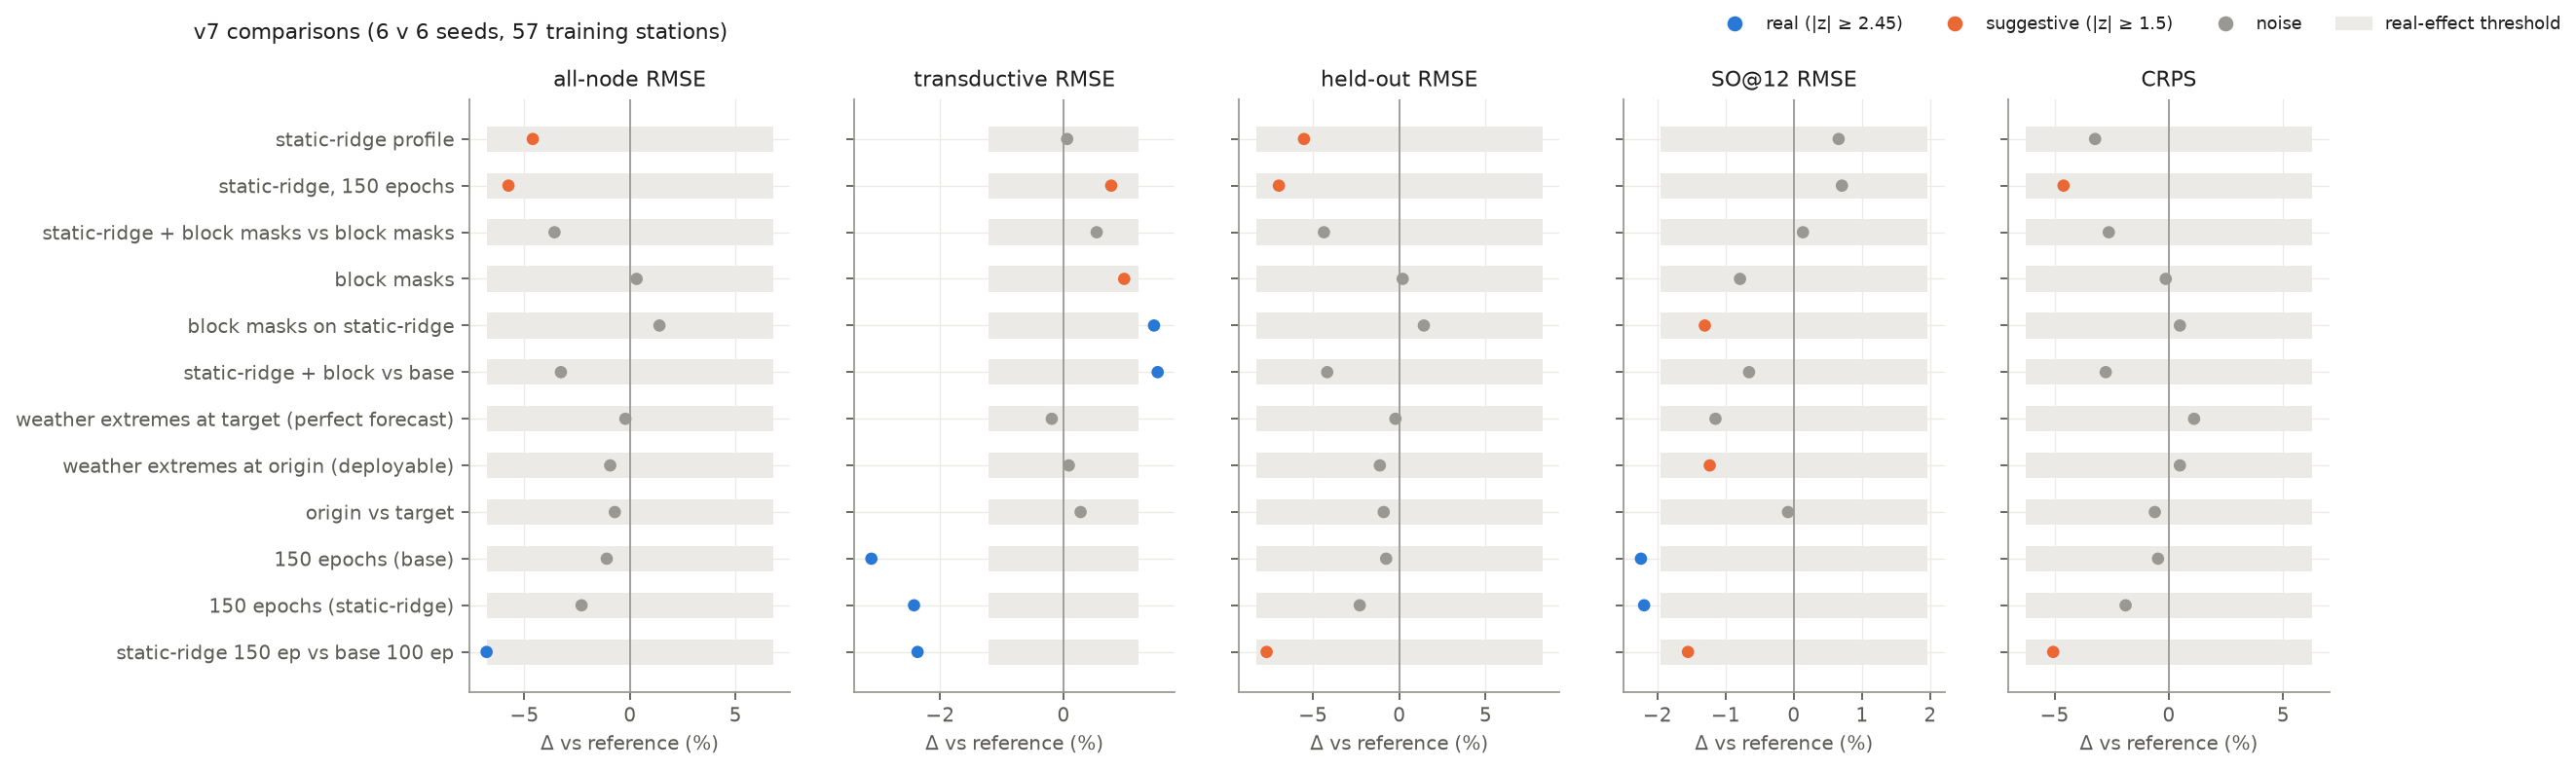 v7 comparisons (6 v 6 seeds, 57 training stations)
real (|z| ≥ 2.45)
suggestive (|z| ≥ 1.5)
noise
real-effect threshold
all-node RMSE
transductive RMSE
held-out RMSE
SO@12 RMSE
CRPS
static-ridge profile
static-ridge, 150 epochs
static-ridge + block masks vs block masks
block masks
block masks on static-ridge
static-ridge + block vs base
weather extremes at target (perfect forecast)
weather extremes at origin (deployable)
origin vs target
150 epochs (base)
150 epochs (static-ridge)
static-ridge 150 ep vs base 100 ep
−5 0 5
−2 0
−5 0 5
−2 −1 0 1 2
−5 0 5
Δ vs reference (%)
Δ vs reference (%)
Δ vs reference (%)
Δ vs reference (%)
Δ vs reference (%)